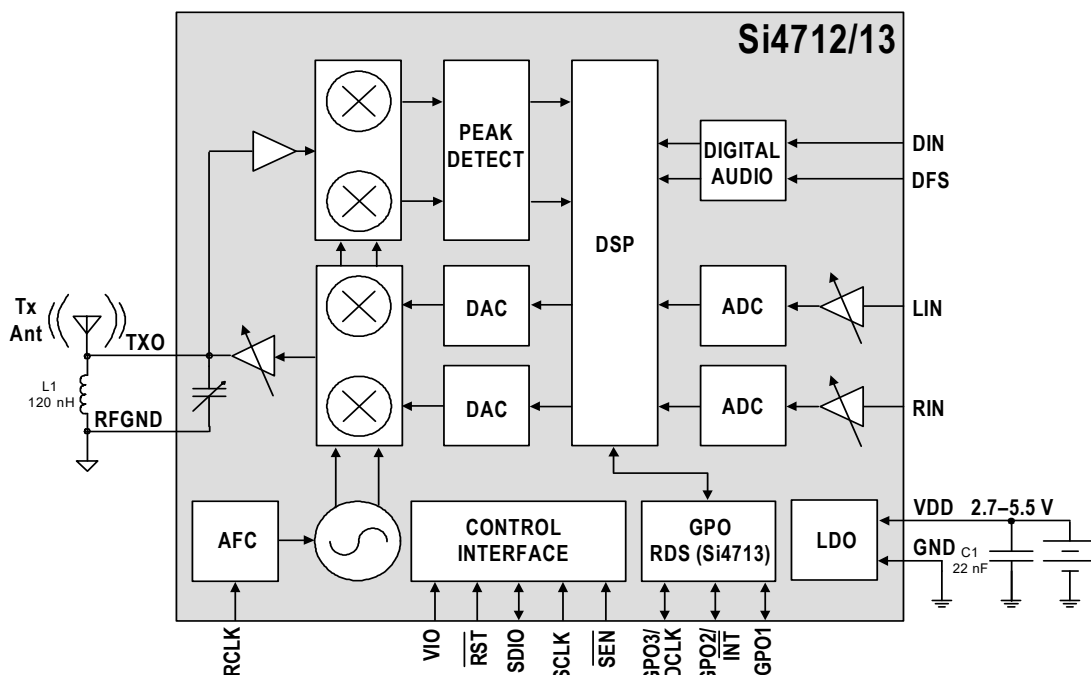 Si4712/13
PEAK
DETECT
DIGITAL
AUDIO
DIN
DFS
DSP
DAC
ADC
LIN
Tx
Ant
TXO
L1
120 nH
RFGND
DAC
ADC
RIN
AFC
CONTROL
INTERFACE
GPO
RDS (Si4713)
LDO
VDD 2.7–5.5 V
GND
C1
22 nF
RCLK
VIO
RST
SDIO
SCLK
SEN
GPO3/
DCLK
GPO2/
INT
GPO1